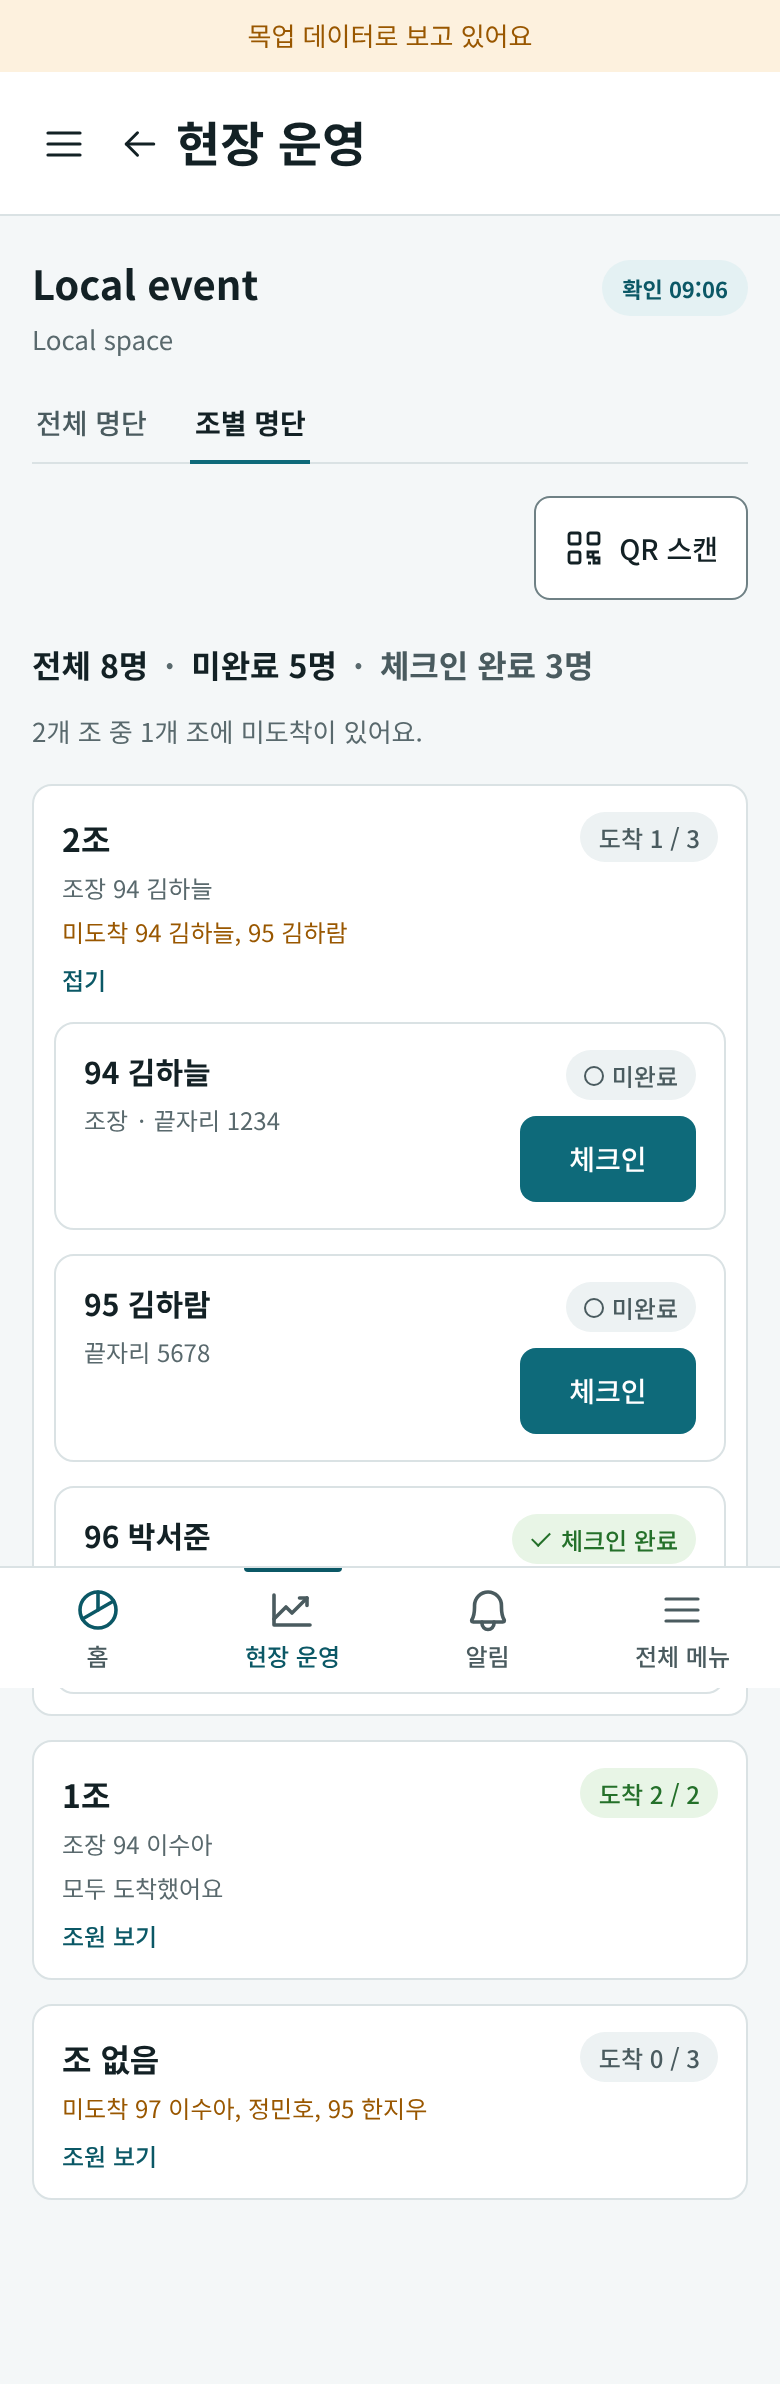 목업 데이터로 보고 있어요
현장 운영
Local event
확인 09:06
Local space
전체 명단
조별 명단
QR 스캔
전체 8명 · 미완료 5명 · 체크인 완료 3명
2개 조 중 1개 조에 미도착이 있어요.
2조
도착 1 / 3
조장 94 김하늘
미도착 94 김하늘, 95 김하람
접기
94 김하늘
미완료
조장 · 끝자리 1234
체크인
95 김하람
미완료
끝자리 5678
체크인
96 박서준
체크인 완료
홈
현장 운영
알림
전체 메뉴
1조
도착 2 / 2
조장 94 이수아
모두 도착했어요
조원 보기
조 없음
도착 0 / 3
미도착 97 이수아, 정민호, 95 한지우
조원 보기